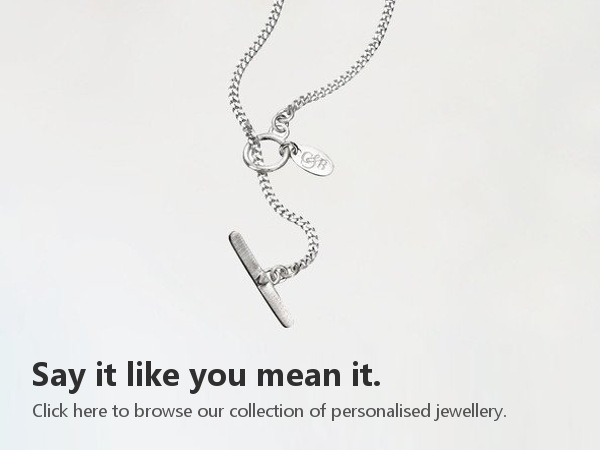 Say it like you mean it.
Click here to browse our collection of personalised jewellery.